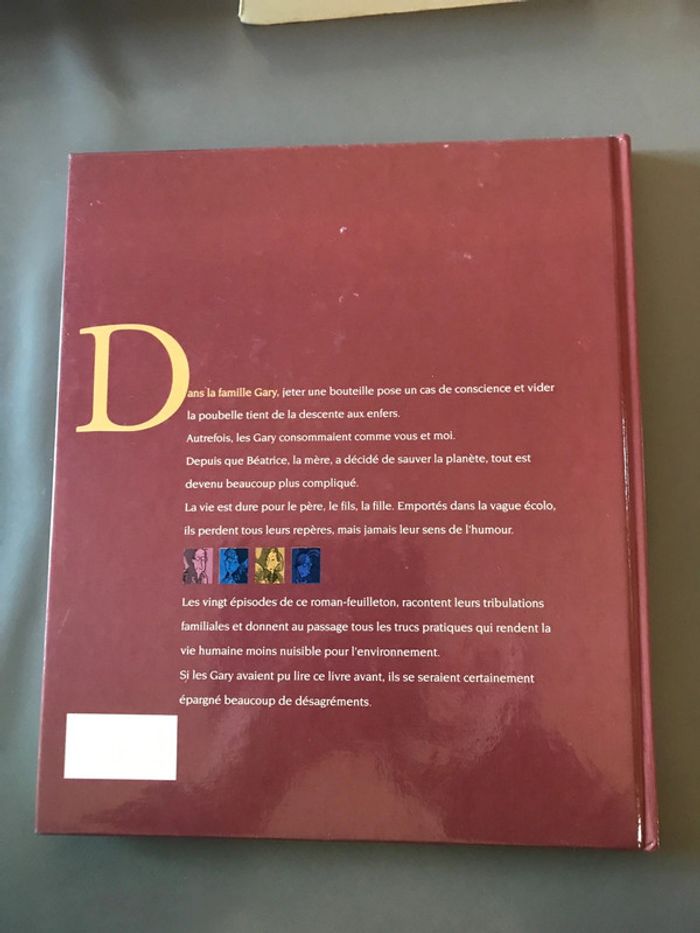 Dans la famille Gary, jeter une bouteille pose un cas de conscience et vider
la poubelle tient de la descente aux enfers.
Autrefois, les Gary consommaient comme vous et moi.
Depuis que Béatrice, la mère, a décidé de sauver la planète, tout est
devenu beaucoup plus compliqué.
La vie est dure pour le père, le fils, la fille. Emportés dans la vague écolo,
ils perdent tous leurs repères, mais jamais leur sens de l'humour.
Les vingt épisodes de ce roman-feuilleton, racontent leurs tribulations
familiales et donnent au passage tous les trucs pratiques qui rendent la
vie humaine moins nuisible pour l'environnement.
Si les Gary avaient pu lire ce livre avant, ils se seraient certainement
épargné beaucoup de désagréments.